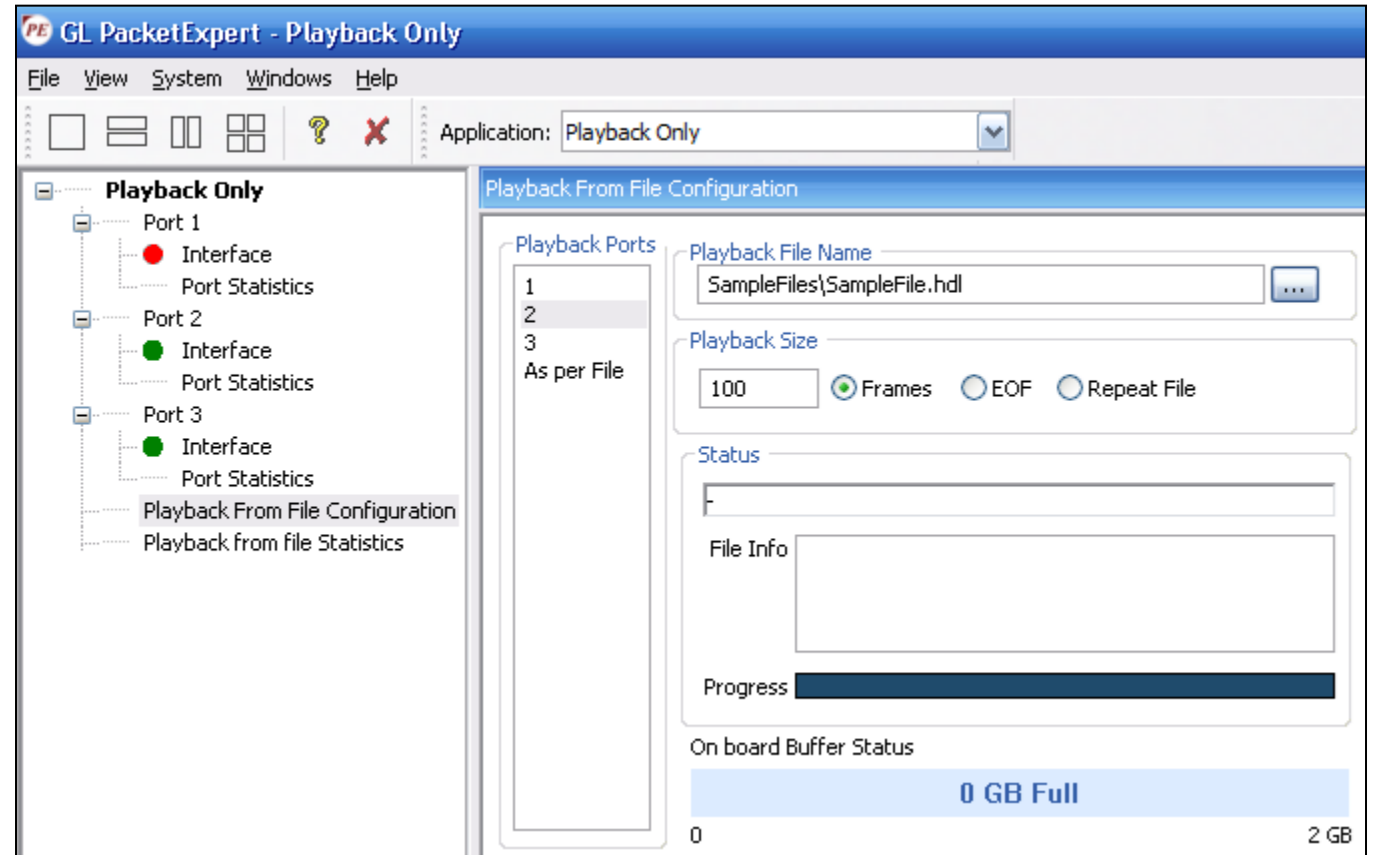 PE GL PacketExpert - Playback Only
File View System Windows Help
Application: Playback Only
Playback Only
Port 1
Interface
Port Statistics
Port 2
Interface
Port Statistics
Port 3
Interface
Port Statistics
Playback From File Configuration
Playback from file Statistics
Playback From File Configuration
Playback Ports
1
2
3
As per File
Playback File Name
SampleFiles\SampleFile.hdl
...
Playback Size
100 Frames EOF Repeat File
Status
-
File Info
Progress
On board Buffer Status
0 GB Full
0 2 GB